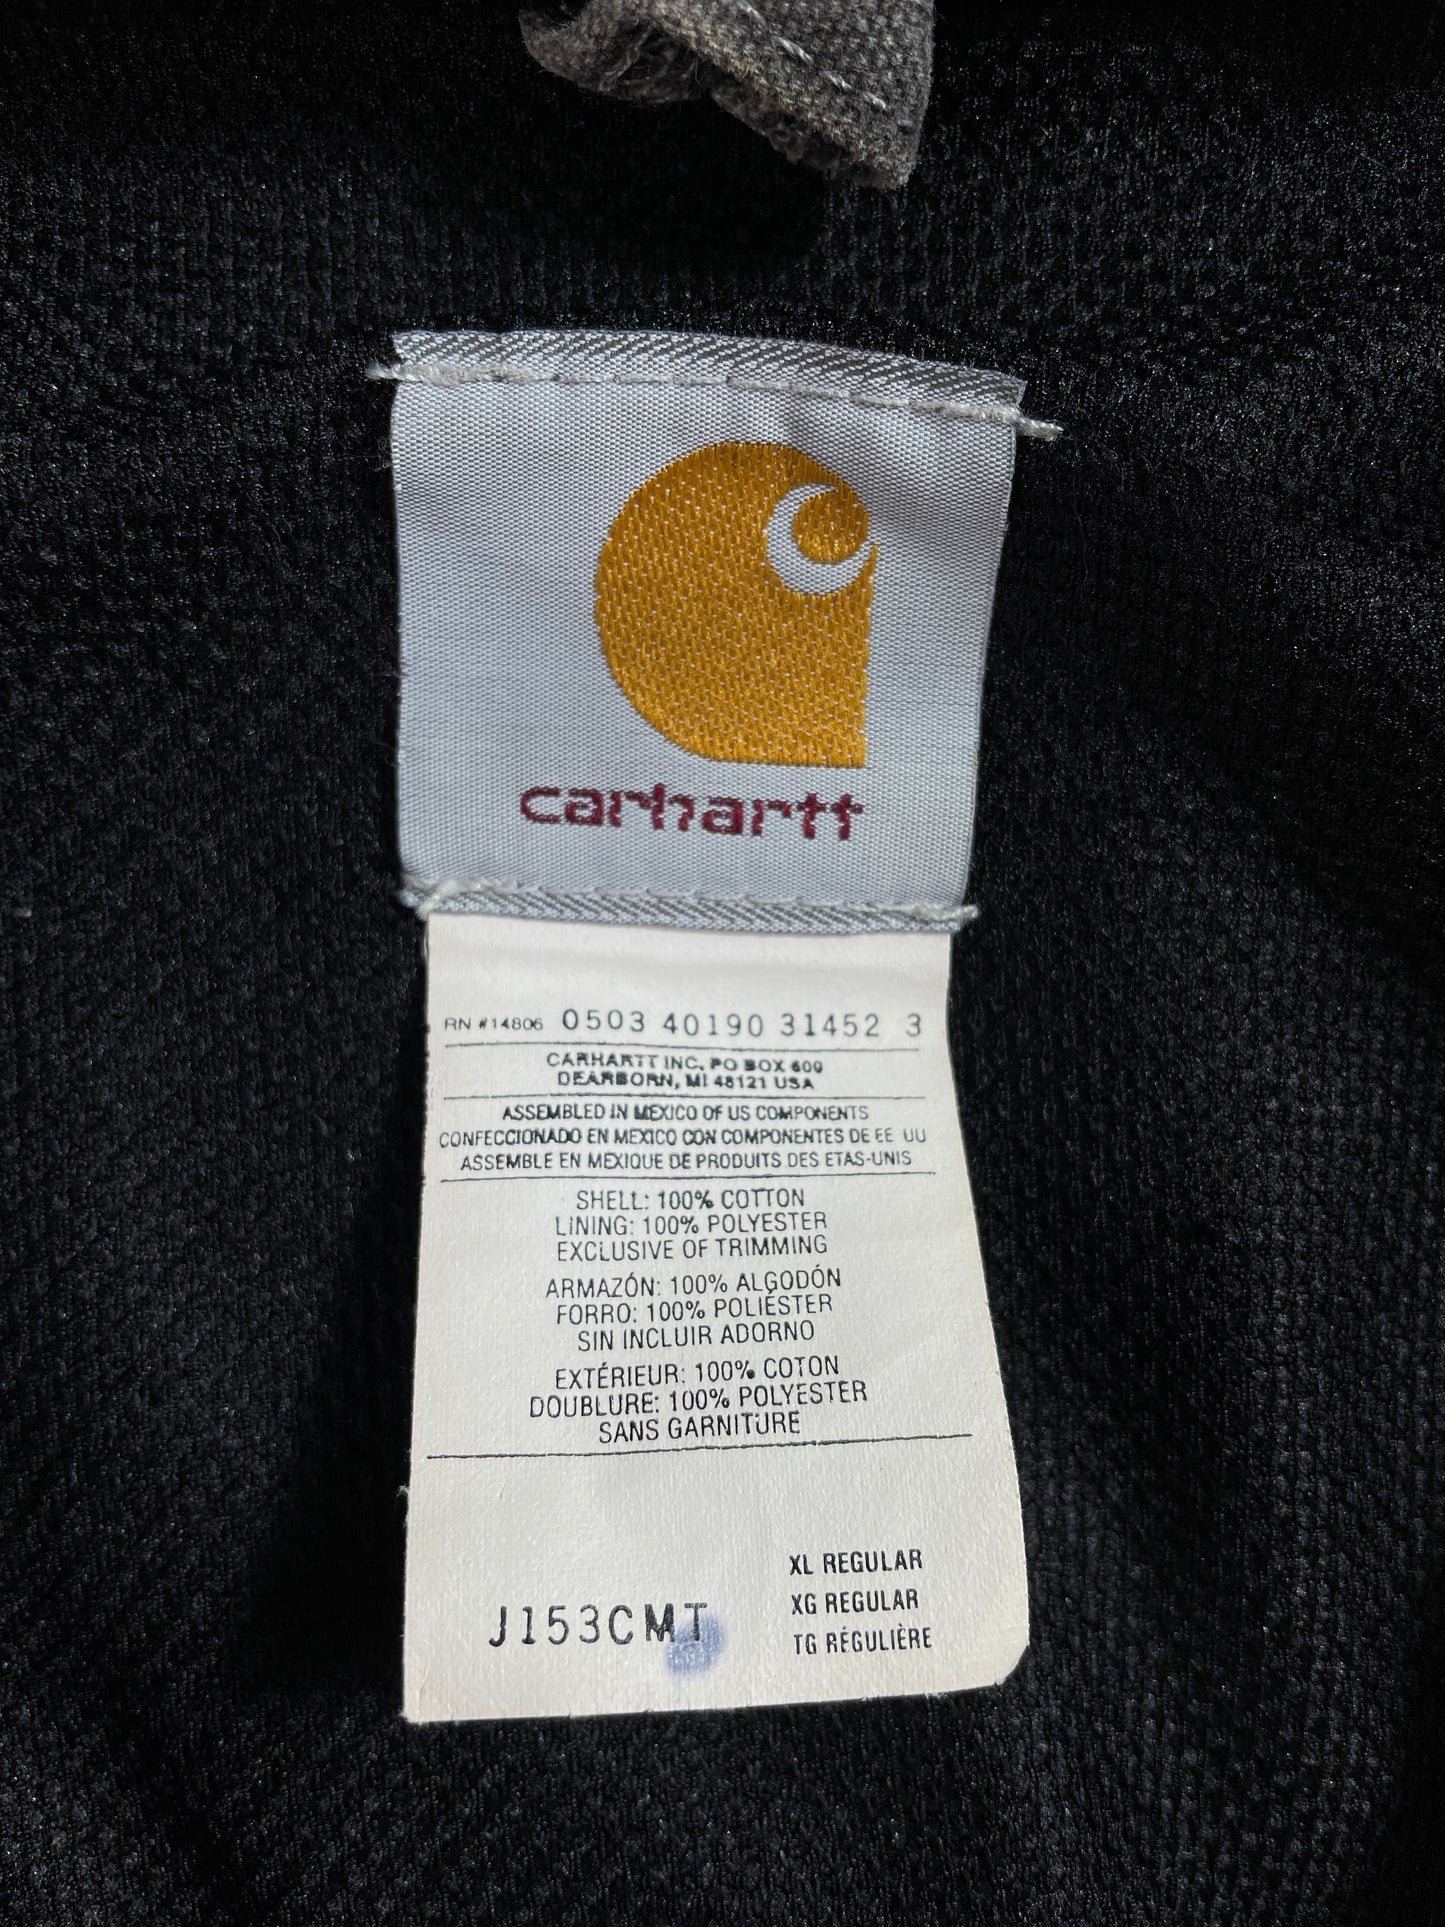 carhartt
RN #14806 0503 40190 31452 3
CARHARTT INC. PO BOX 600
DEARBORN, MI 48121 USA
ASSEMBLED IN MEXICO OF US COMPONENTS
CONFECCIONADO EN MEXICO CON COMPONENTES DE EE UU
ASSEMBLE EN MEXIQUE DE PRODUITS DES ETAS-UNIS
SHELL: 100% COTTON
LINING: 100% POLYESTER
EXCLUSIVE OF TRIMMING
ARMAZÓN: 100% ALGODÓN
FORRO: 100% POLIÉSTER
SIN INCLUIR ADORNO
EXTÉRIEUR: 100% COTON
DOUBLURE: 100% POLYESTER
SANS GARNITURE
XL REGULAR
XG REGULAR
J153CMT TG RÉGULIÈRE